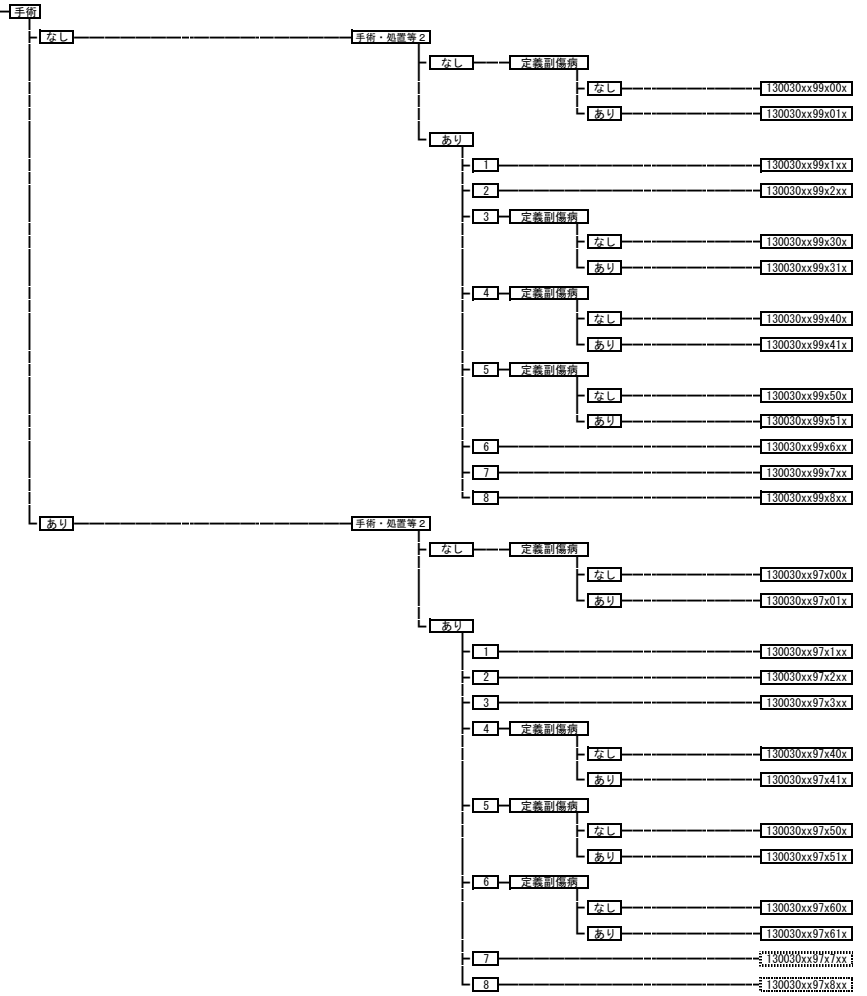 手術
なし 手術・処置等２
なし 定義副傷病
なし 130030xx99x00x
あり 130030xx99x01x
あり
1 130030xx99x1xx
2 130030xx99x2xx
3 定義副傷病
なし 130030xx99x30x
あり 130030xx99x31x
4 定義副傷病
なし 130030xx99x40x
あり 130030xx99x41x
5 定義副傷病
なし 130030xx99x50x
あり 130030xx99x51x
6 130030xx99x6xx
7 130030xx99x7xx
8 130030xx99x8xx
あり 手術・処置等２
なし 定義副傷病
なし 130030xx97x00x
あり 130030xx97x01x
あり
1 130030xx97x1xx
2 130030xx97x2xx
3 130030xx97x3xx
4 定義副傷病
なし 130030xx97x40x
あり 130030xx97x41x
5 定義副傷病
なし 130030xx97x50x
あり 130030xx97x51x
6 定義副傷病
なし 130030xx97x60x
あり 130030xx97x61x
7 130030xx97x7xx
8 130030xx97x8xx